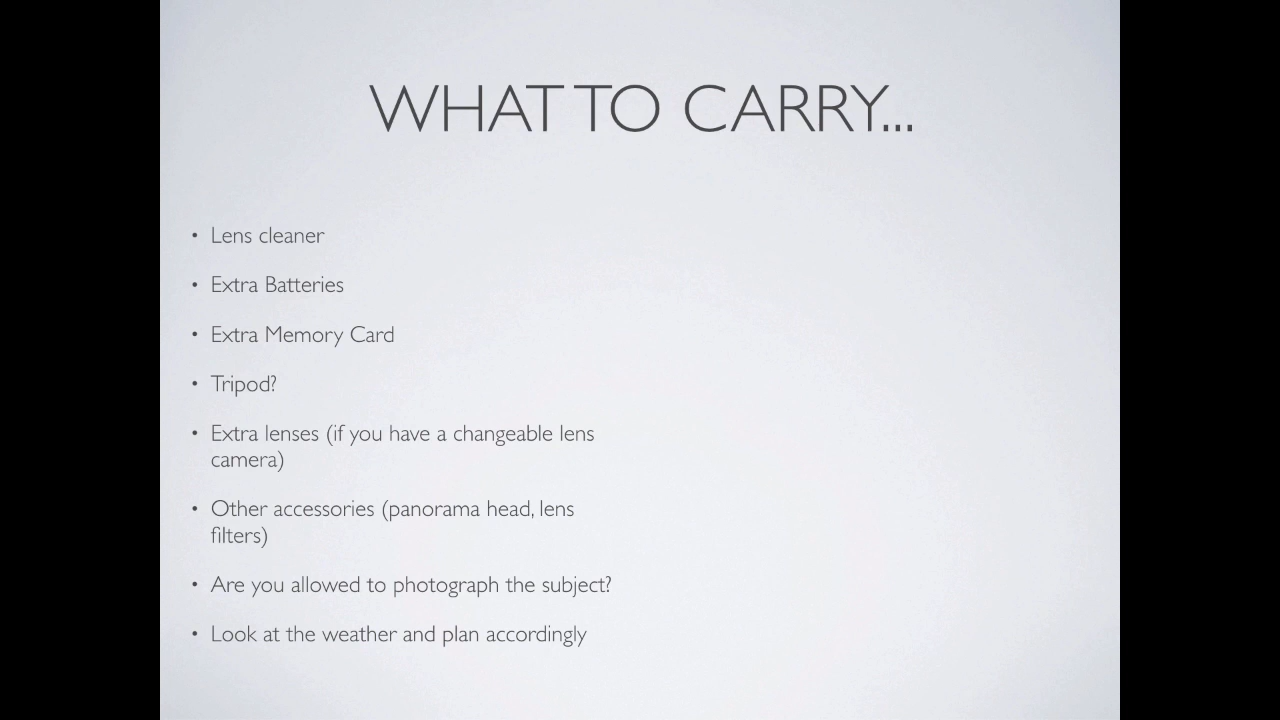 WHAT TO CARRY...
• Lens cleaner
• Extra Batteries
• Extra Memory Card
• Tripod?
• Extra lenses (if you have a changeable lens
camera)
• Other accessories (panorama head, lens
filters)
• Are you allowed to photograph the subject?
• Look at the weather and plan accordingly